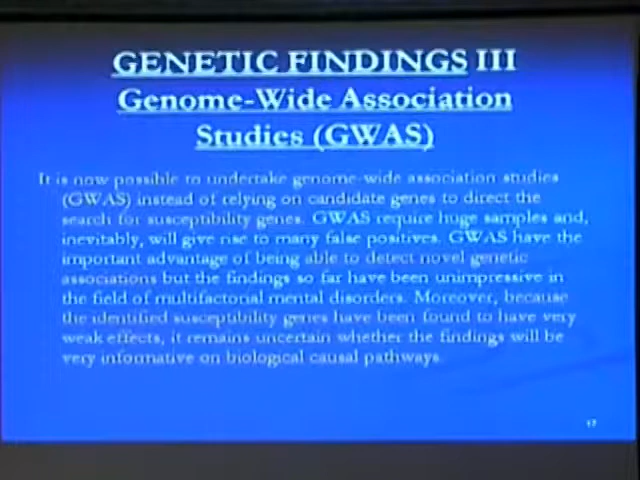 GENETIC FINDINGS III
Genome-Wide Association
Studies (GWAS)
It is now possible to undertake genome-wide association studies
(GWAS) instead of relying on candidate genes to direct the
search for susceptibility genes. GWAS require huge samples and,
inevitably, will give rise to many false positives. GWAS have the
important advantage of being able to detect novel genetic
associations but the findings so far have been unimpressive in
the field of multifactorial mental disorders. Moreover, because
the identified susceptibility genes have been found to have very
weak effects, it remains uncertain whether the findings will be
very informative on biological causal pathways
17